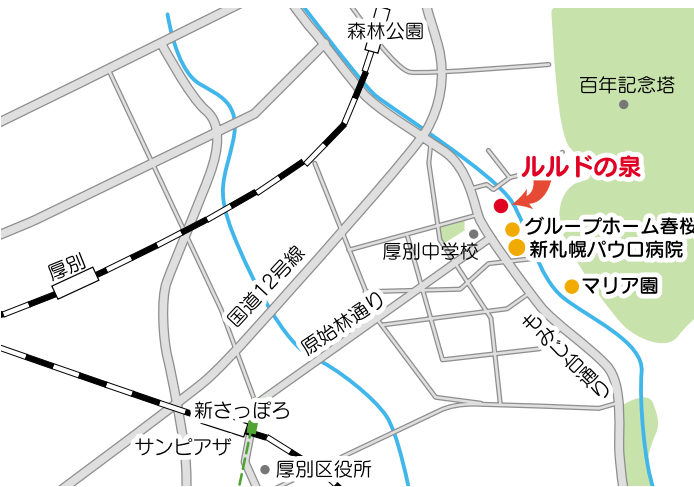 森林公園
百年記念塔
ルルドの泉
グループホーム春桜
厚別中学校
新札幌パウロ病院
厚別
国道12号線
マリア園
原始林通り
もみじ台通り
新さっぽろ
サンピアザ
厚別区役所